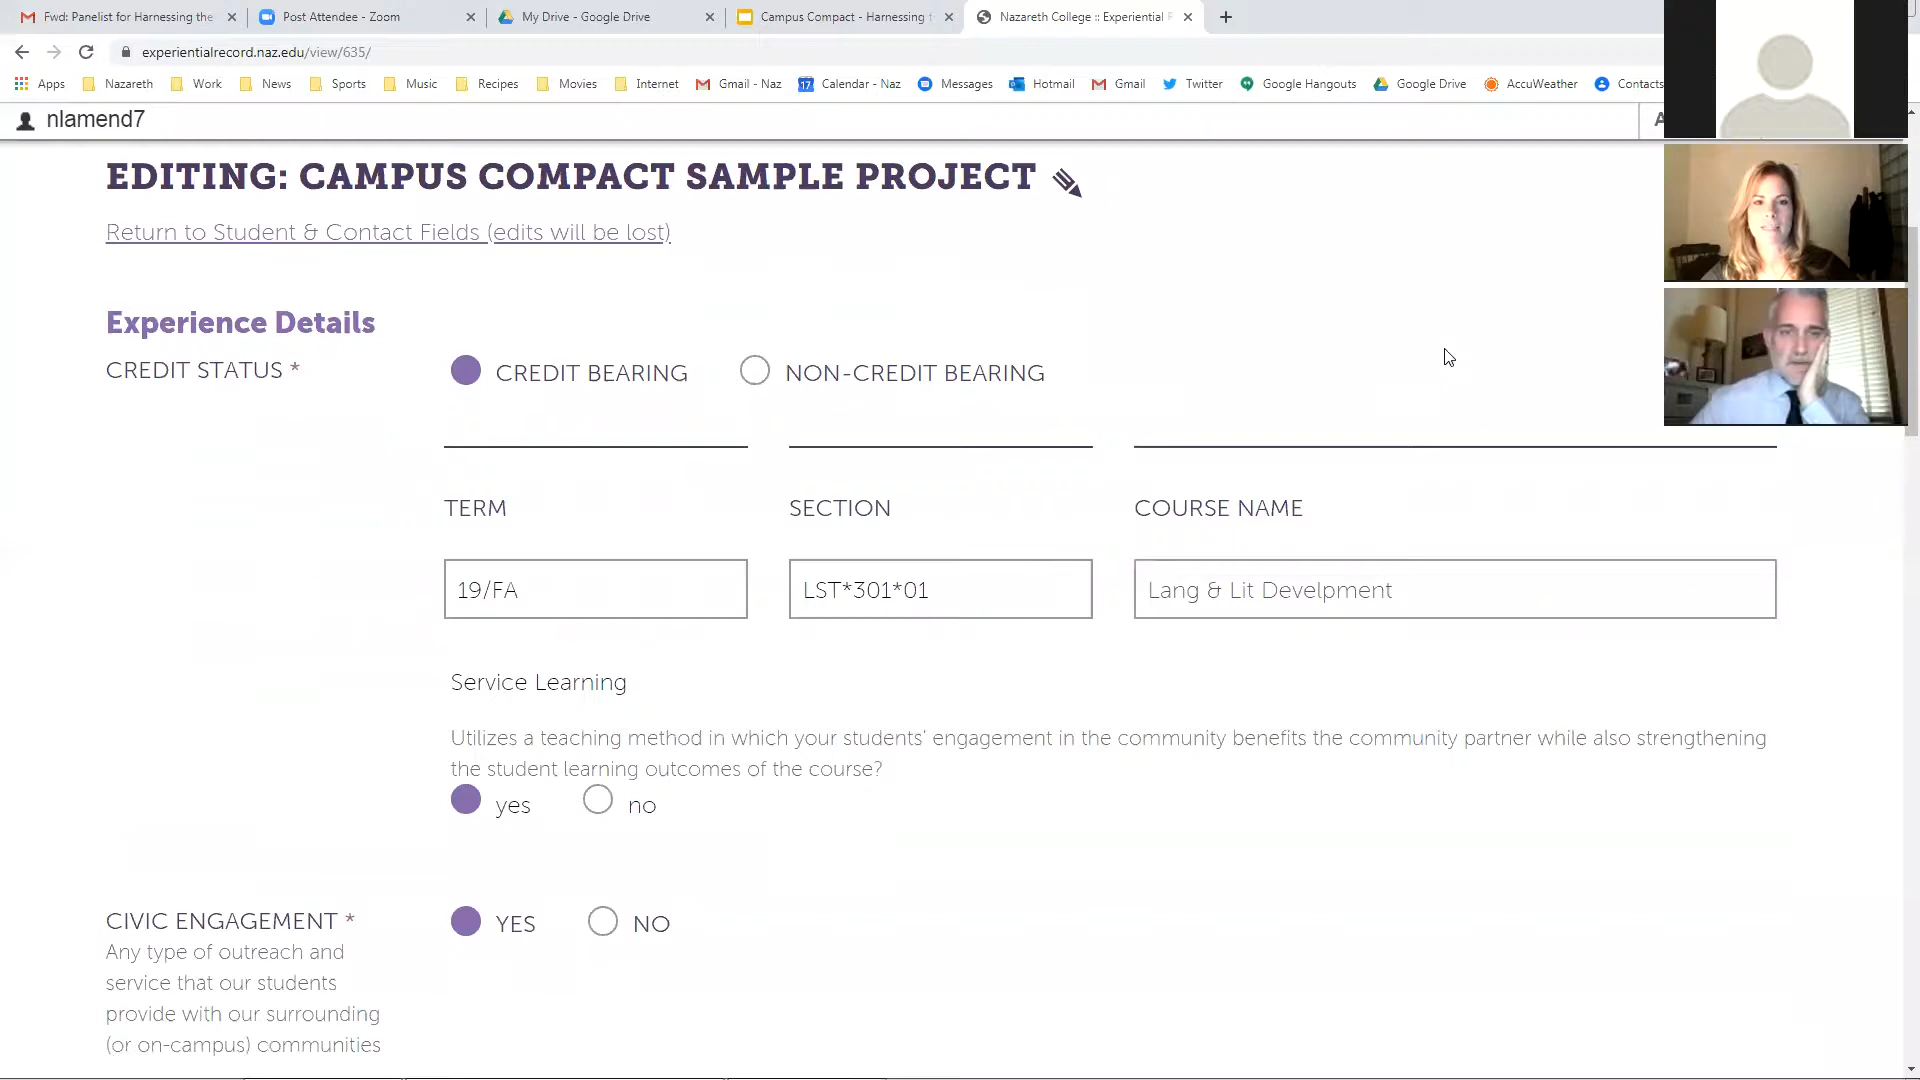 Fwd: Panelist for Harnessing the
Post Attendee - Zoom
My Drive - Google Drive
Campus Compact - Harnessing
Nazareth College :: Experiential
experientialrecord.naz.edu/view/635/
Apps Nazareth Work News Sports Music Recipes Movies Internet Gmail - Naz 17 Calendar - Naz Messages Hotmail Gmail Twitter Google Hangouts Google Drive AccuWeather Contacts
nlamend7
EDITING: CAMPUS COMPACT SAMPLE PROJECT
Return to Student & Contact Fields (edits will be lost)
Experience Details
CREDIT STATUS * CREDIT BEARING NON-CREDIT BEARING
TERM SECTION COURSE NAME
19/FA LST*301*01 Lang & Lit Develpment
Service Learning
Utilizes a teaching method in which your students' engagement in the community benefits the community partner while also strengthening
the student learning outcomes of the course?
yes no
CIVIC ENGAGEMENT * YES NO
Any type of outreach and
service that our students
provide with our surrounding
(or on-campus) communities